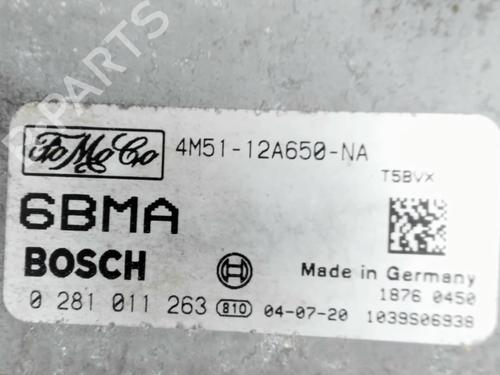 FoMoCo 4M51-12A650-NA
T5BVX
6BMA
BOSCH
Made in Germany
1876 0450
0 281 011 263 810 04-07-20 1039S06938
B-PARTS